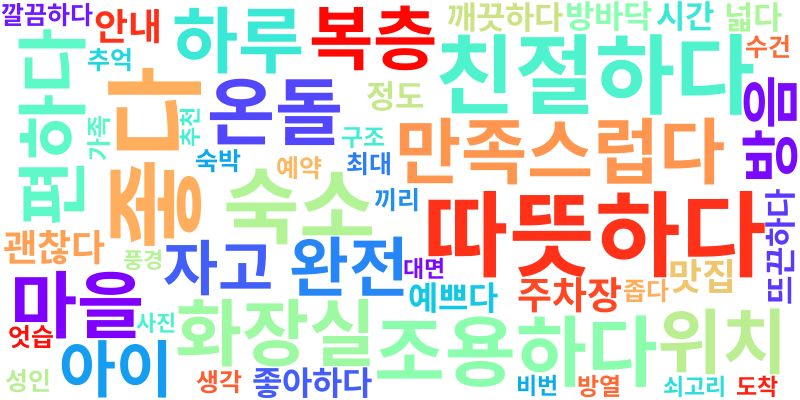 깔끔하다
안내
하루
복층
깨끗하다
방바닥
시간
넓다
추억
수건
편하다
좋다
온돌
정도
친절하다
방음
가족
추천
구조
만족스럽다
숙박
예약
최대
숙소
끼리
따뜻하다
뜨끈하다
괜찮다
풍경
자고
완전
대면
맛집
마을
예쁘다
주차장
좁다
사진
엇습
화장실
조용하다
위치
아이
성인
생각
좋아하다
비번
방열
쇠고리
도착